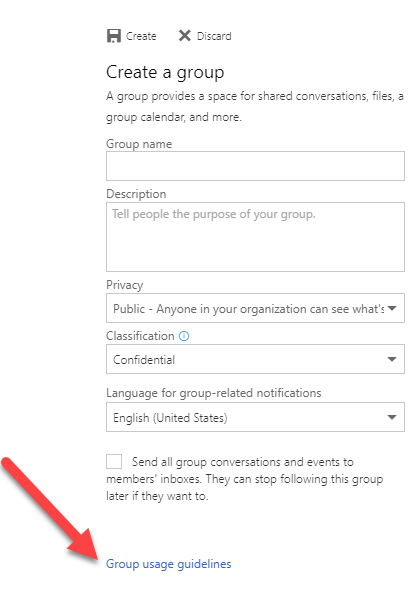 Create Discard
Create a group
A group provides a space for shared conversations, files, a
group calendar, and more.
Group name
Description
Tell people the purpose of your group.
Privacy
Public - Anyone in your organization can see what's
Classification
Confidential
Language for group-related notifications
English (United States)
Send all group conversations and events to
members' inboxes. They can stop following this group
later if they want to.
Group usage guidelines